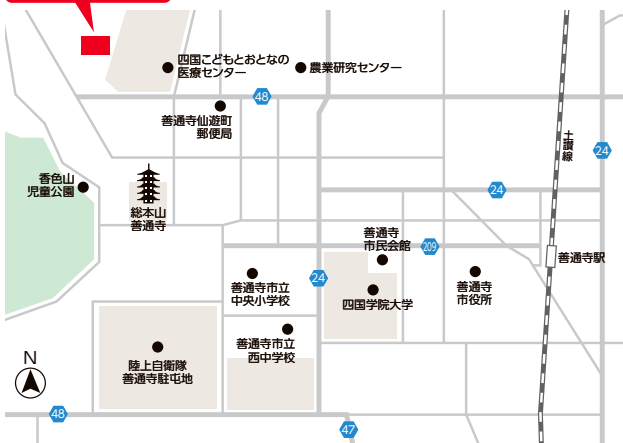 四国こどもとおとなの
医療センター
農業研究センター
48
善通寺仙遊町
郵便局
土讃線
24
香色山
児童公園
24
総本山
善通寺
善通寺
市民会館
209
善通寺駅
善通寺市立
中央小学校
24
四国学院大学
善通寺
市役所
善通寺市立
西中学校
陸上自衛隊
善通寺駐屯地
N
48
47